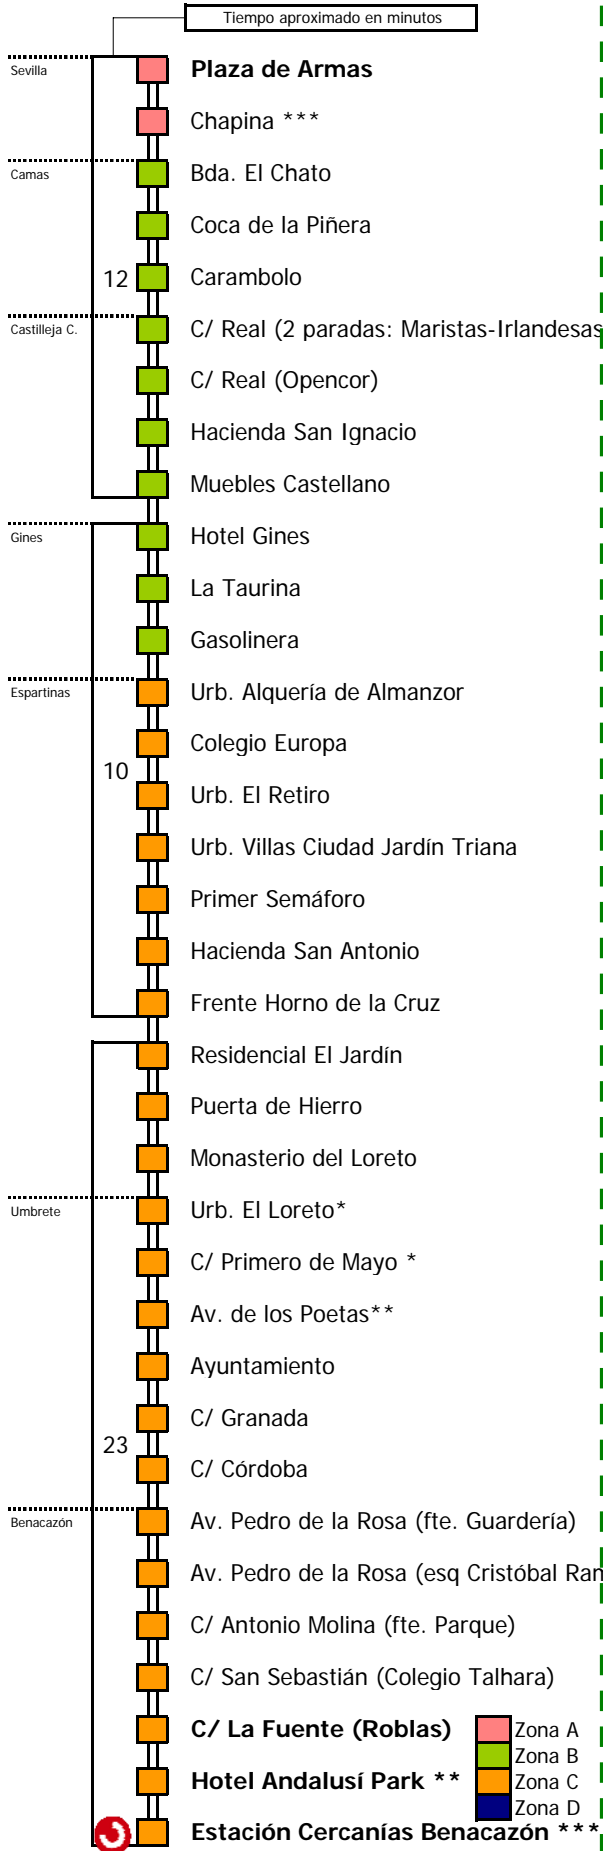 Tiempo aproximado en minutos
Sevilla
Plaza de Armas
Chapina ***
Camas
Bda. El Chato
Coca de la Piñera
12
Carambolo
Castilleja C.
C/ Real (2 paradas: Maristas-Irlandesas
C/ Real (Opencor)
Hacienda San Ignacio
Muebles Castellano
Gines
Hotel Gines
La Taurina
Gasolinera
Espartinas
Urb. Alquería de Almanzor
Colegio Europa
10
Urb. El Retiro
Urb. Villas Ciudad Jardín Triana
Primer Semáforo
Hacienda San Antonio
Frente Horno de la Cruz
Residencial El Jardín
Puerta de Hierro
Monasterio del Loreto
Umbrete
Urb. El Loreto*
C/ Primero de Mayo *
Av. de los Poetas**
Ayuntamiento
C/ Granada
23
C/ Córdoba
Benacazón
Av. Pedro de la Rosa (fte. Guardería)
Av. Pedro de la Rosa (esq Cristóbal Ran
C/ Antonio Molina (fte. Parque)
C/ San Sebastián (Colegio Talhara)
C/ La Fuente (Roblas)
Hotel Andalusí Park **
Estación Cercanías Benacazón ***
Zona A
Zona B
Zona C
Zona D